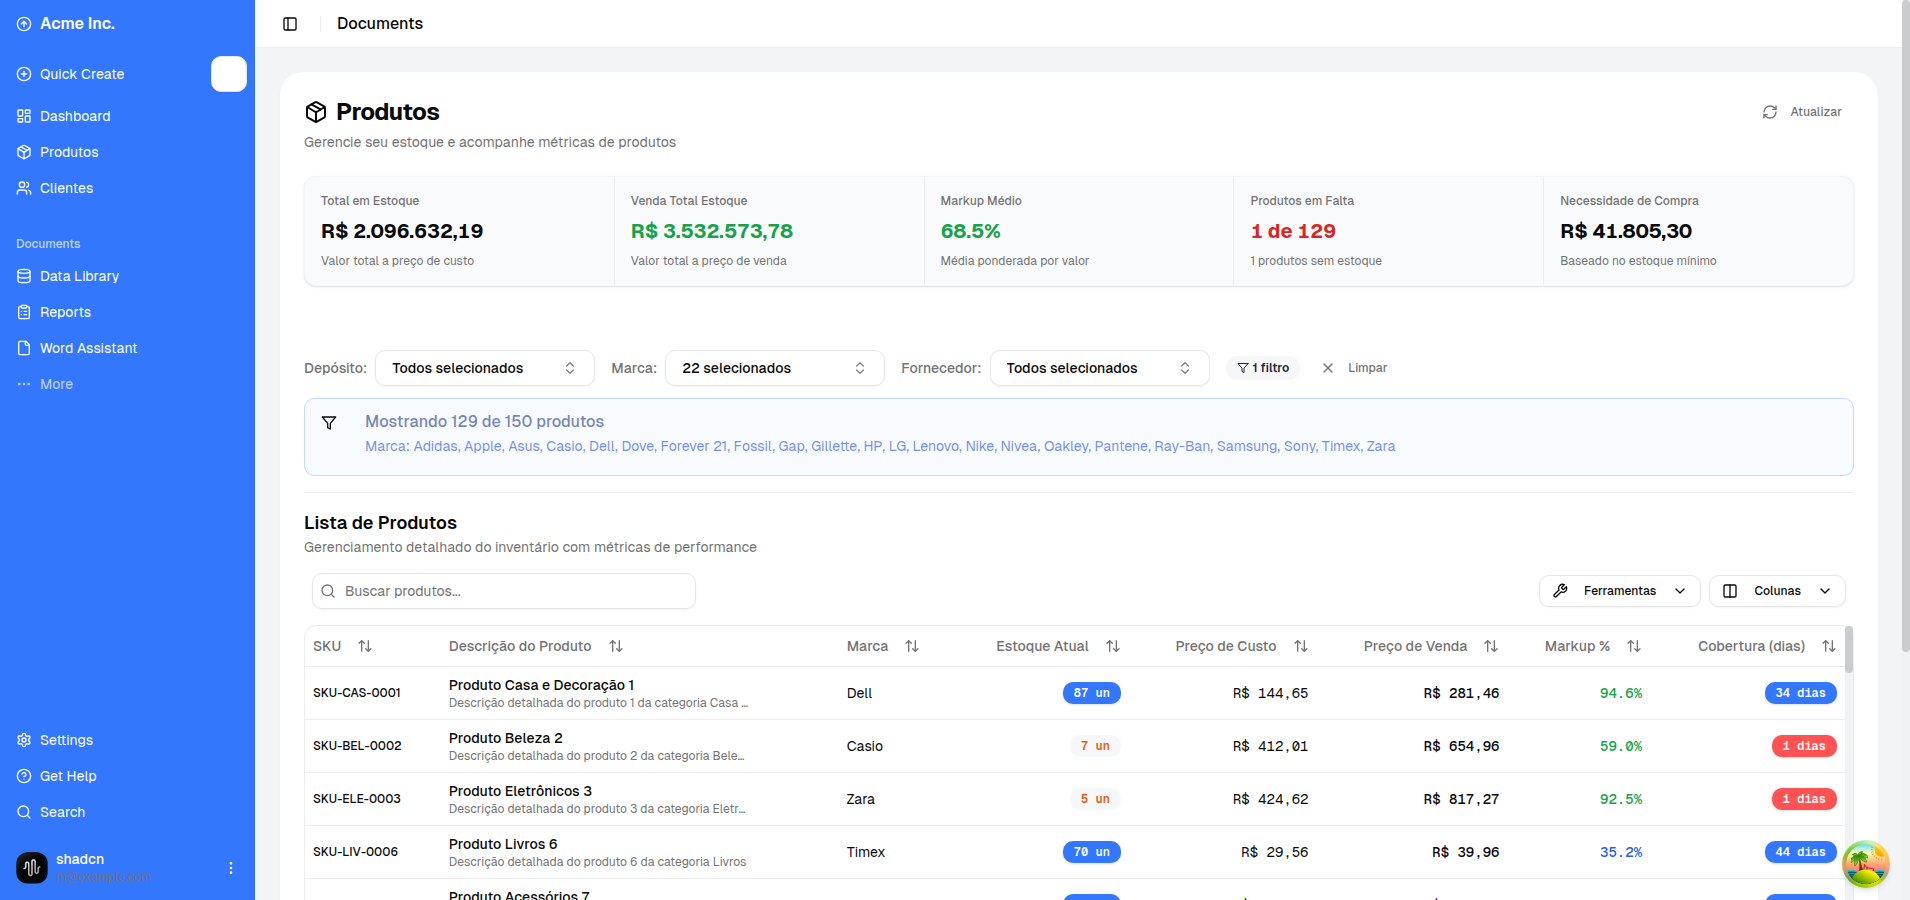 Acme Inc.
Quick Create
Dashboard
Produtos
Clientes
Documents
Data Library
Reports
Word Assistant
More
Settings
Get Help
Search
shadcn
m@example.com
Documents
Produtos
Atualizar
Gerencie seu estoque e acompanhe métricas de produtos
Total em Estoque
R$ 2.096.632,19
Valor total a preço de custo
Venda Total Estoque
R$ 3.532.573,78
Valor total a preço de venda
Markup Médio
68.5%
Média ponderada por valor
Produtos em Falta
1 de 129
1 produtos sem estoque
Necessidade de Compra
R$ 41.805,30
Baseado no estoque mínimo
Depósito: Todos selecionados Marca: 22 selecionados Fornecedor: Todos selecionados 1 filtro Limpar
Mostrando 129 de 150 produtos
Marca: Adidas, Apple, Asus, Casio, Dell, Dove, Forever 21, Fossil, Gap, Gillette, HP, LG, Lenovo, Nike, Nivea, Oakley, Pantene, Ray-Ban, Samsung, Sony, Timex, Zara
Lista de Produtos
Gerenciamento detalhado do inventário com métricas de performance
Buscar produtos...
Ferramentas
Colunas
SKU Descrição do Produto Marca Estoque Atual Preço de Custo Preço de Venda Markup % Cobertura (dias)
SKU-CAS-0001 Produto Casa e Decoração 1 Dell 87 un R$ 144,65 R$ 281,46 94.6% 34 dias
Descrição detalhada do produto 1 da categoria Casa ...
SKU-BEL-0002 Produto Beleza 2 Casio 7 un R$ 412,01 R$ 654,96 59.0% 1 dias
Descrição detalhada do produto 2 da categoria Bele...
SKU-ELE-0003 Produto Eletrônicos 3 Zara 5 un R$ 424,62 R$ 817,27 92.5% 1 dias
Descrição detalhada do produto 3 da categoria Eletr...
SKU-LIV-0006 Produto Livros 6 Timex 70 un R$ 29,56 R$ 39,96 35.2% 44 dias
Descrição detalhada do produto 6 da categoria Livros
Produto Acessórios 7